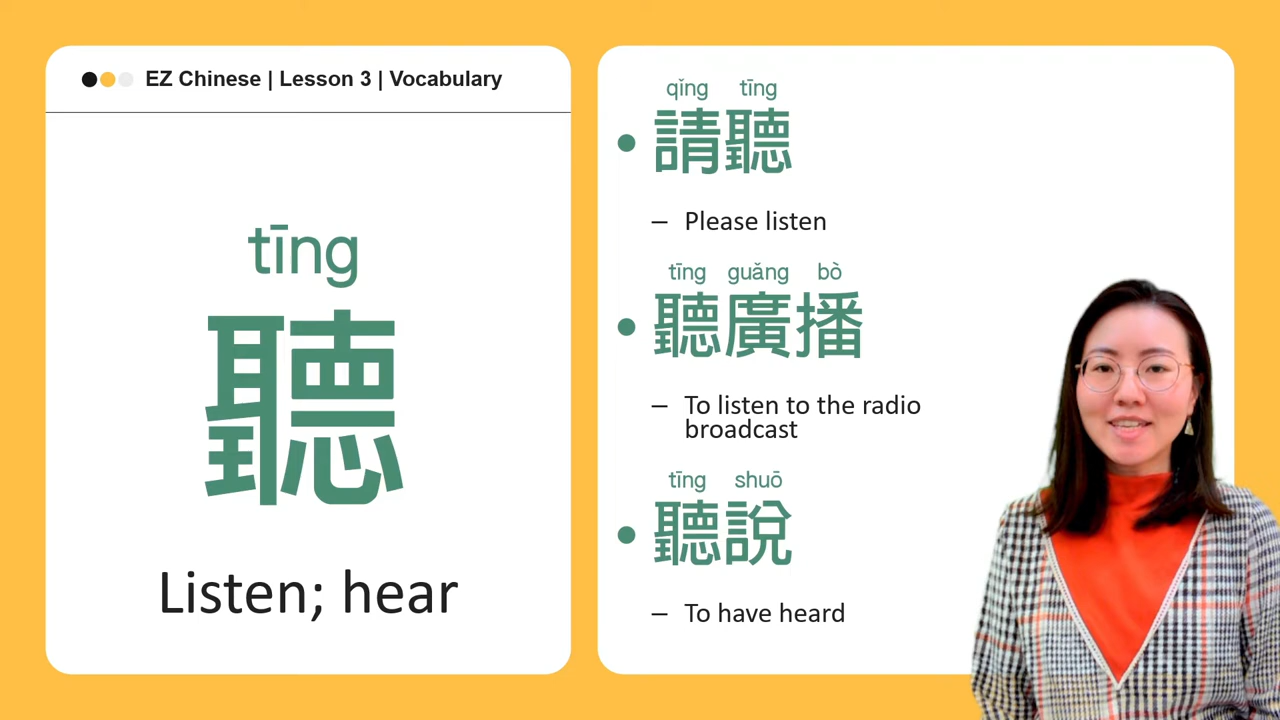 EZ Chinese | Lesson 3 | Vocabulary
tīng
聽
Listen; hear
qǐng tīng
請聽
Please listen
tīng guǎng bò
聽廣播
To listen to the radio
broadcast
tīng shuō
聽說
To have heard